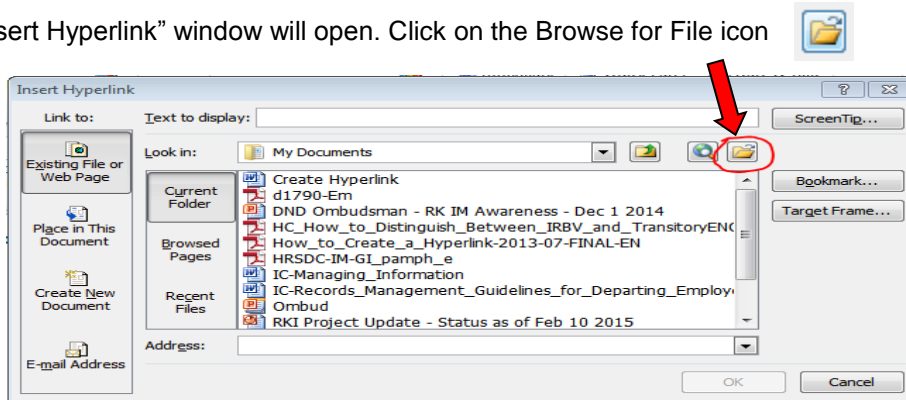 sert Hyperlink” window will open. Click on the Browse for File icon
Insert Hyperlink
Link to:
Text to display:
ScreenTip...
Existing File or
Web Page
Look in:
My Documents
Current
Folder
Create Hyperlink
d1790-Em
DND Ombudsman - RK IM Awareness - Dec 1 2014
HC_How_to_Distinguish_Between_IRBV_and_TransitoryENG
How_to_Create_a_Hyperlink-2013-07-FINAL-EN
HRSDC-IM-GI_pamph_e
IC-Managing_Information
IC-Records_Management_Guidelines_for_Departing_Employe
Ombud
RKI Project Update - Status as of Feb 10 2015
Bookmark...
Target Frame...
Place in This
Document
Browsed
Pages
Create New
Document
Recent
Files
E-mail Address
Address:
OK
Cancel